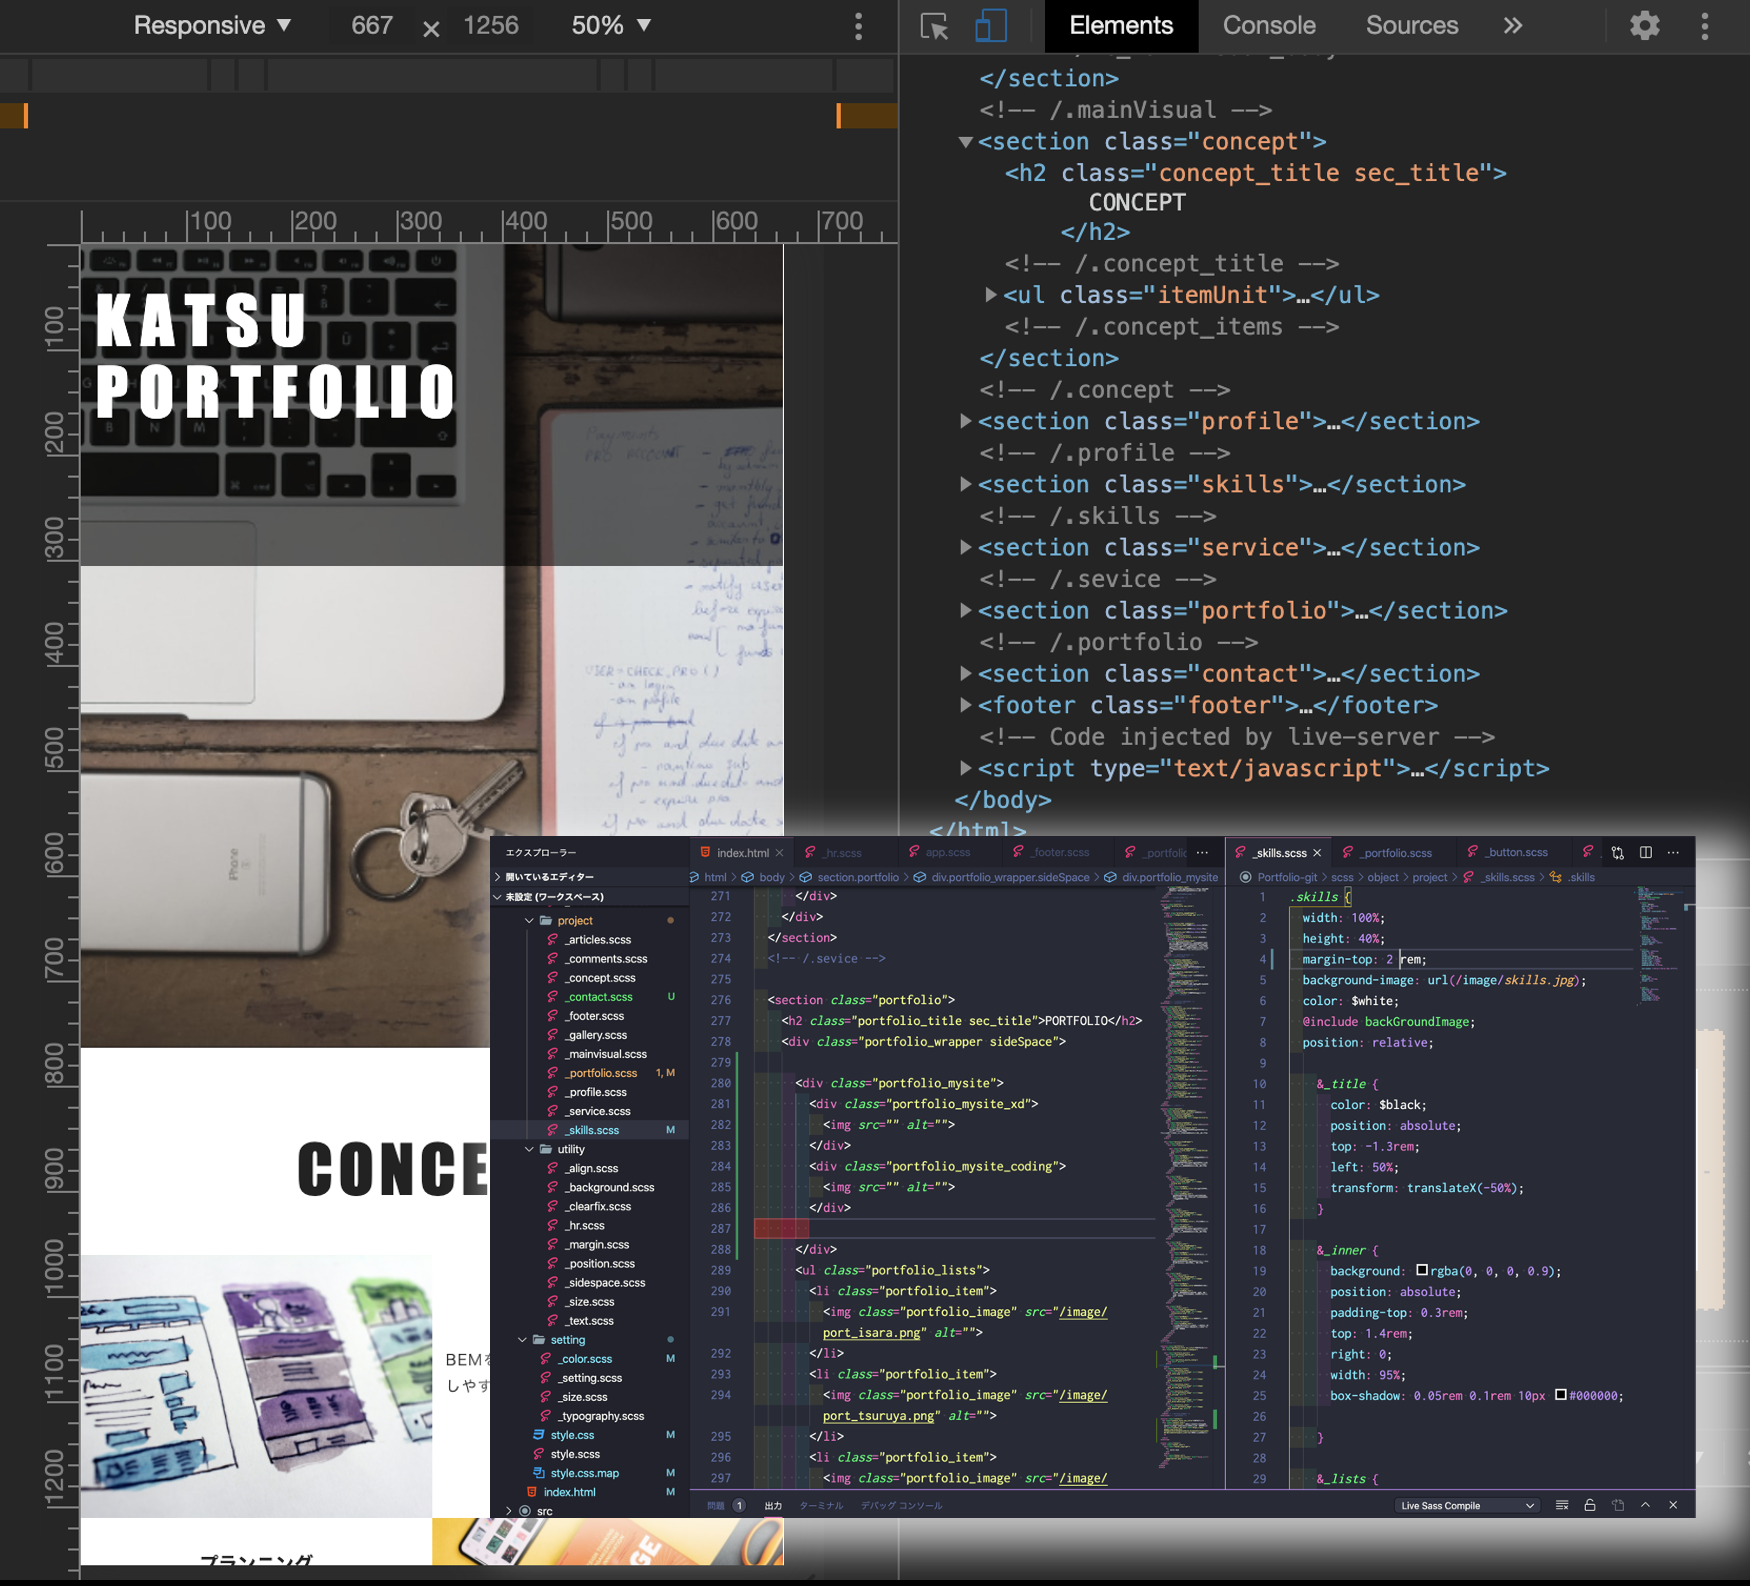 Responsive ▼ 667 × 1256 50% ▼
Elements Console Sources »
100 200 300 400 500 600 700
100
200
300
400
500
600
700
800
900
1000
1100
1200
KATSU
PORTFOLIO
CONCE
BEM
しやす
プランニング
</section>
<!-- /.mainVisual -->
▼<section class="concept">
<h2 class="concept_title sec_title">
CONCEPT
</h2>
<!-- /.concept_title -->
▶<ul class="itemUnit">…</ul>
<!-- /.concept_items -->
</section>
<!-- /.concept -->
▶<section class="profile">…</section>
<!-- /.profile -->
▶<section class="skills">…</section>
<!-- /.skills -->
▶<section class="service">…</section>
<!-- /.sevice -->
▶<section class="portfolio">…</section>
<!-- /.portfolio -->
▶<section class="contact">…</section>
▶<footer class="footer">…</footer>
<!-- Code injected by live-server -->
▶<script type="text/javascript">…</script>
</body>
</html>
エクスプローラー
開いているエディター
未設定 (ワークスペース)
project
_articles.scss
_comments.scss
_concept.scss
_contact.scss U
_footer.scss
_gallery.scss
_mainvisual.scss
_portfolio.scss 1, M
_profile.scss
_service.scss
_skills.scss M
utility
_align.scss
_background.scss
_clearfix.scss
_hr.scss
_margin.scss
_position.scss
_sidespace.scss
_size.scss
_text.scss
setting
_color.scss M
_setting.scss
_size.scss
_typography.scss
style.css M
style.scss
style.css.map M
index.html M
src
index.html × _hr.scss app.scss _footer.scss _portfolio ···
html > body > section.portfolio > div.portfolio_wrapper.sideSpace > div.portfolio_mysite
271 </div>
272 </div>
273 </section>
274 <!-- /.sevice -->
275
276 <section class="portfolio">
277 <h2 class="portfolio_title sec_title">PORTFOLIO</h2>
278 <div class="portfolio_wrapper sideSpace">
279
280 <div class="portfolio_mysite">
281 <div class="portfolio_mysite_xd">
282 <img src="" alt="">
283 </div>
284 <div class="portfolio_mysite_coding">
285 <img src="" alt="">
286 </div>
287
288 </div>
289 <ul class="portfolio_lists">
290 <li class="portfolio_item">
291 <img class="portfolio_image" src="/image/
port_isara.png" alt="">
292 </li>
293 <li class="portfolio_item">
294 <img class="portfolio_image" src="/image/
port_tsuruya.png" alt="">
295 </li>
296 <li class="portfolio_item">
297 <img class="portfolio_image" src="/image/
_skills.scss × _portfolio.scss _button.scss ···
Portfolio-git > scss > object > project > _skills.scss > .skills
1 .skills {
2 width: 100%;
3 height: 40%;
4 margin-top: 2 rem;
5 background-image: url(/image/skills.jpg);
6 color: $white;
7 @include backGroundImage;
8 position: relative;
9
10 &_title {
11 color: $black;
12 position: absolute;
13 top: -1.3rem;
14 left: 50%;
15 transform: translateX(-50%);
16 }
17
18 &_inner {
19 background: rgba(0, 0, 0, 0.9);
20 position: absolute;
21 padding-top: 0.3rem;
22 top: 1.4rem;
23 right: 0;
24 width: 95%;
25 box-shadow: 0.05rem 0.1rem 10px #000000;
26
27 }
28
29 &_lists {
問題 1 出力 ターミナル デバッグ コンソール
Live Sass Compile